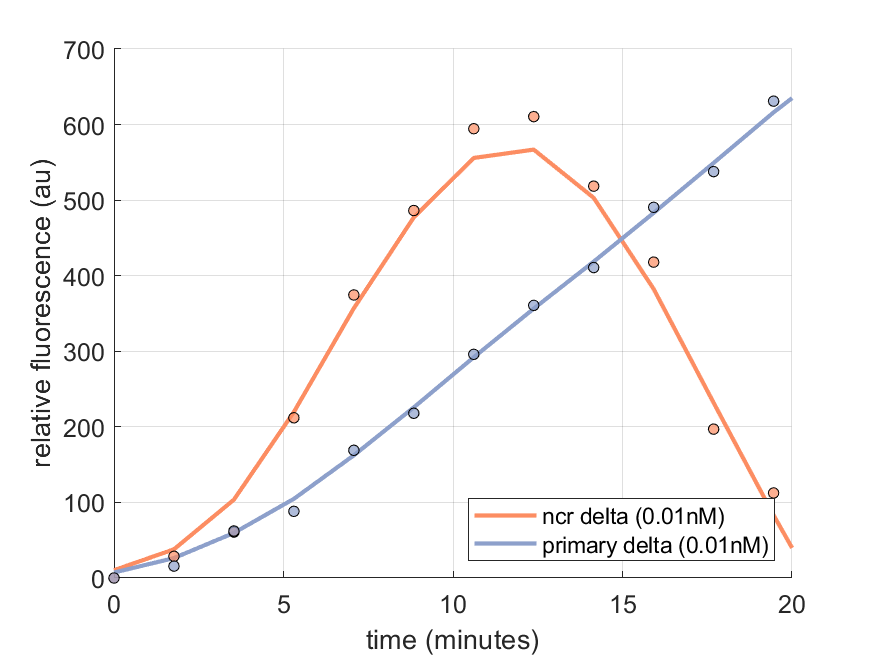 700
600
500
400
300
200
100
0
0 5 10 15 20
relative fluorescence (au)
time (minutes)
ncr delta (0.01nM)
primary delta (0.01nM)